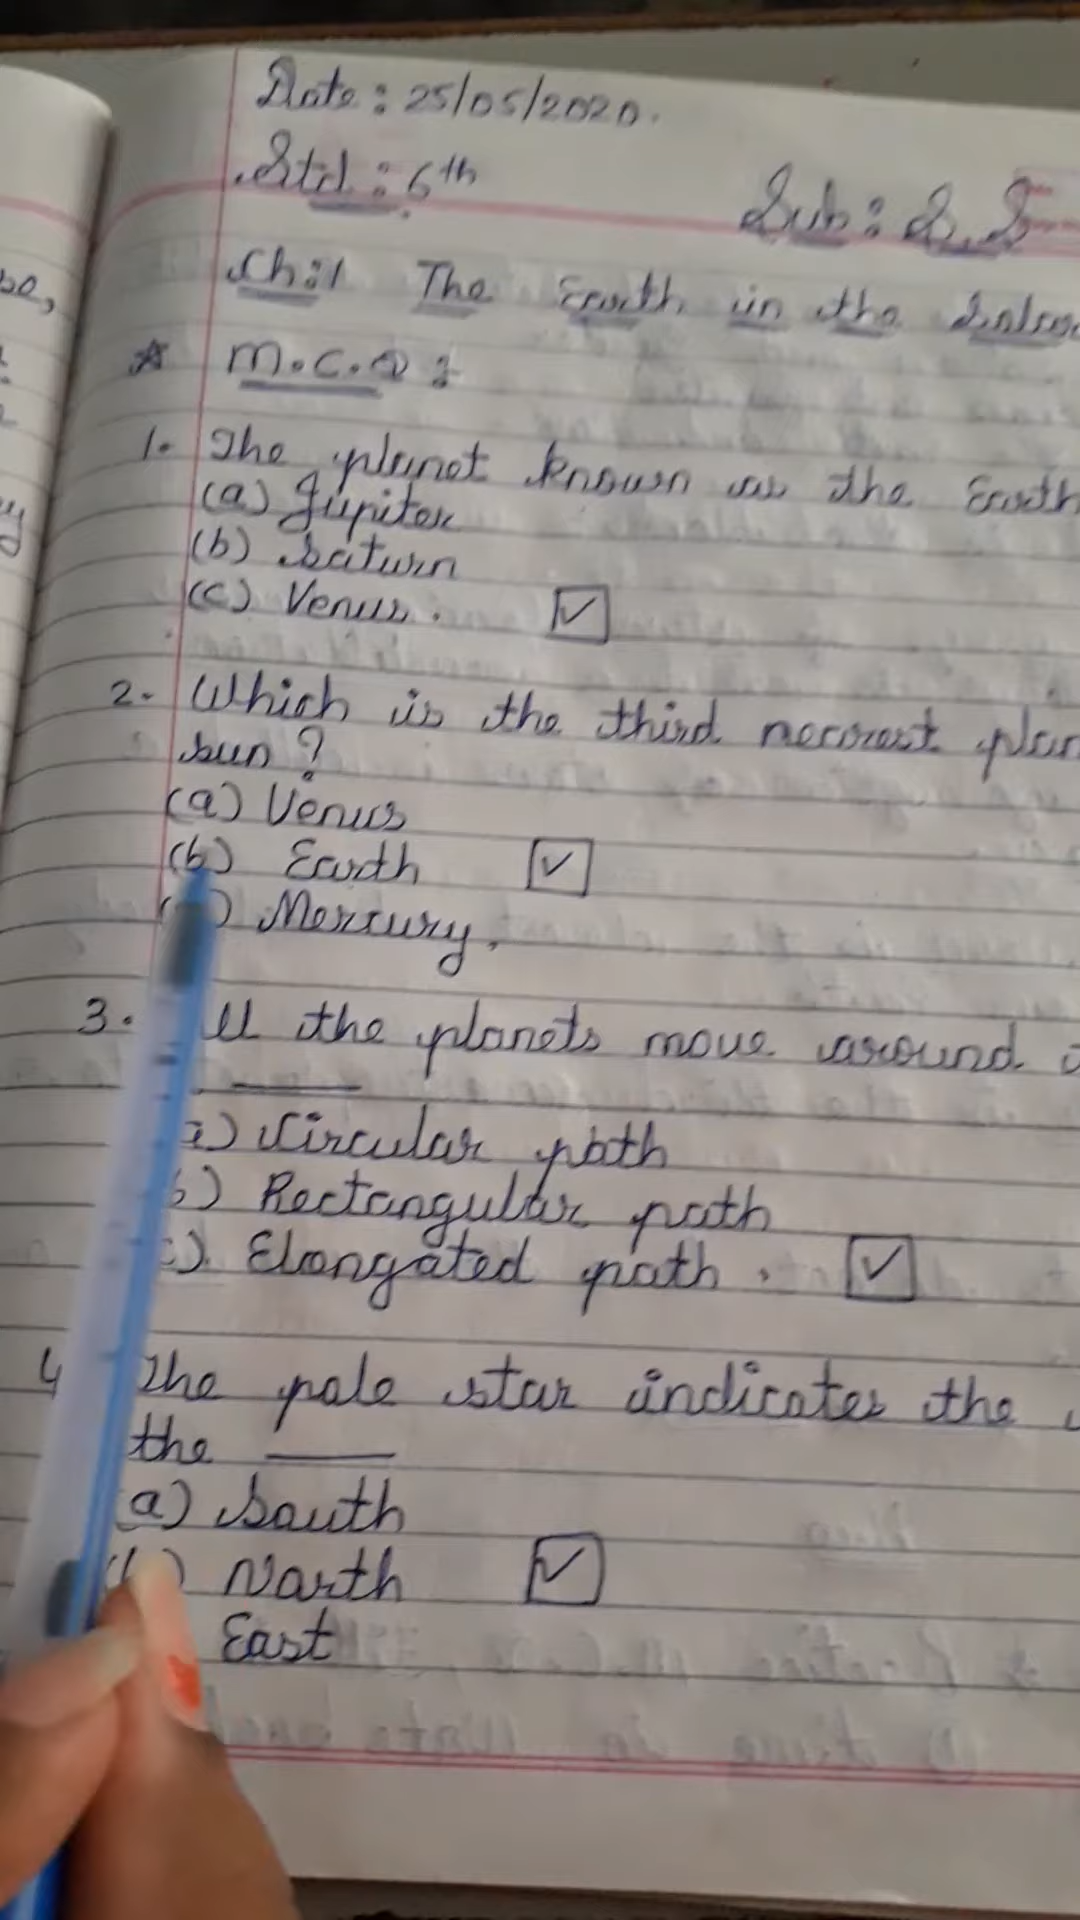 Date: 25/05/2020.
Std: 6th
Sub: S.S
Ch:1 The Earth in the Solar
* M.C.Q:
1. The planet known as the Earth
(a) Jupiter
(b) Saturn
(c) Venus. ✓
2. Which is the third nearest
sun?
(a) Venus
(b) Earth ✓
Mercury.
3. the planets move around
(a) Circular path
(b) Rectangular path
(c). Elongated path. ✓
4 The pole star indicates the
the ____
(a) South
(b) North ✓
East